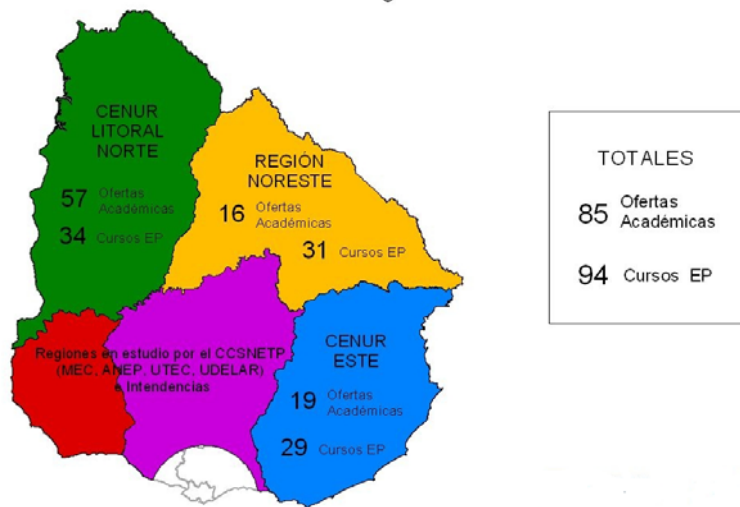 CENUR
LITORAL
NORTE
57 Ofertas
Académicas
34 Cursos EP
REGIÓN
NORESTE
16 Ofertas
Académicas
31 Cursos EP
Regiones en estudio por el CCSNETP
(MEC, ANEP, UTEC, UDELAR)
e Intendencias
CENUR
ESTE
19 Ofertas
Académicas
29 Cursos EP
TOTALES
85 Ofertas
Académicas
94 Cursos EP